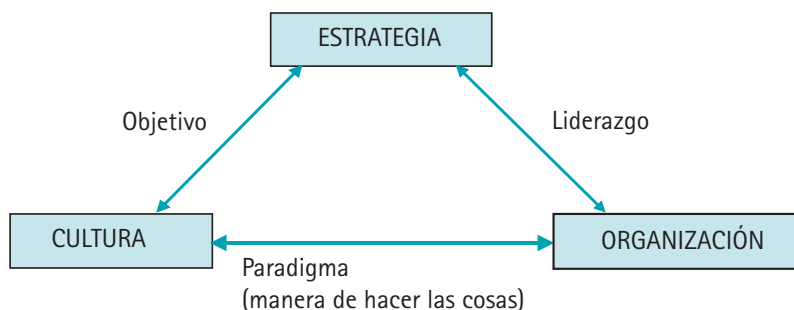 ESTRATEGIA
Objetivo
Liderazgo
CULTURA
ORGANIZACIÓN
Paradigma
(manera de hacer las cosas)